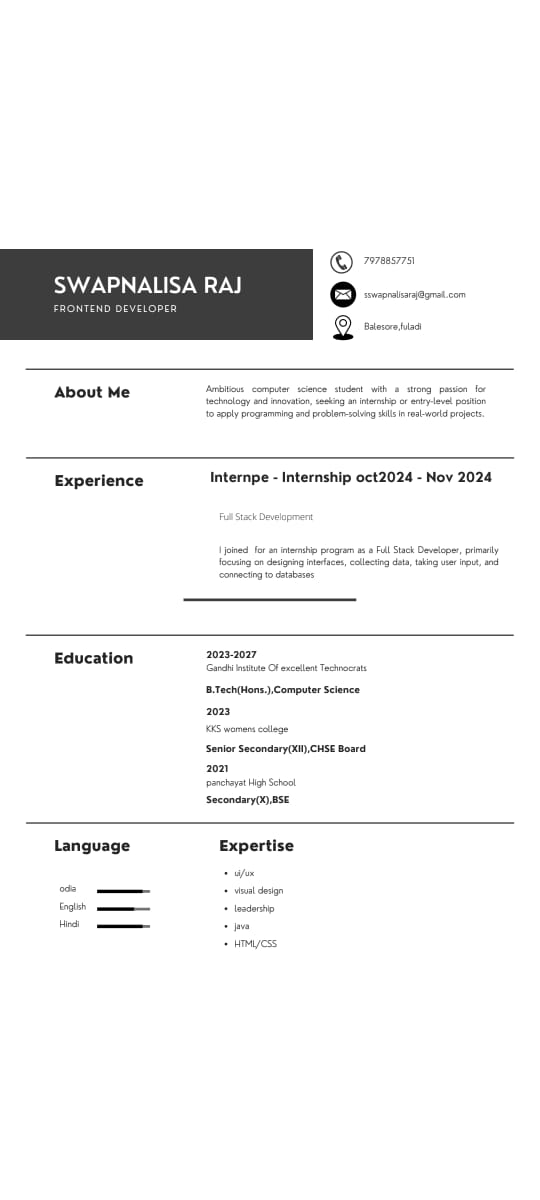 SWAPNALISA RAJ
FRONTEND DEVELOPER
7978857751
sswapnalisaraj@gmail.com
Balesore,fuladi
About Me
Ambitious computer science student with a strong passion for
technology and innovation, seeking an internship or entry-level position
to apply programming and problem-solving skills in real-world projects.
Experience
Internpe - Internship oct2024 - Nov 2024
Full Stack Development
I joined for an internship program as a Full Stack Developer, primarily
focusing on designing interfaces, collecting data, taking user input, and
connecting to databases
Education
2023-2027
Gandhi Institute Of excellent Technocrats
B.Tech(Hons.),Computer Science
2023
KKS womens college
Senior Secondary(XII),CHSE Board
2021
panchayat High School
Secondary(X),BSE
Language
odia
English
Hindi
Expertise
• ui/ux
• visual design
• leadership
• java
• HTML/CSS